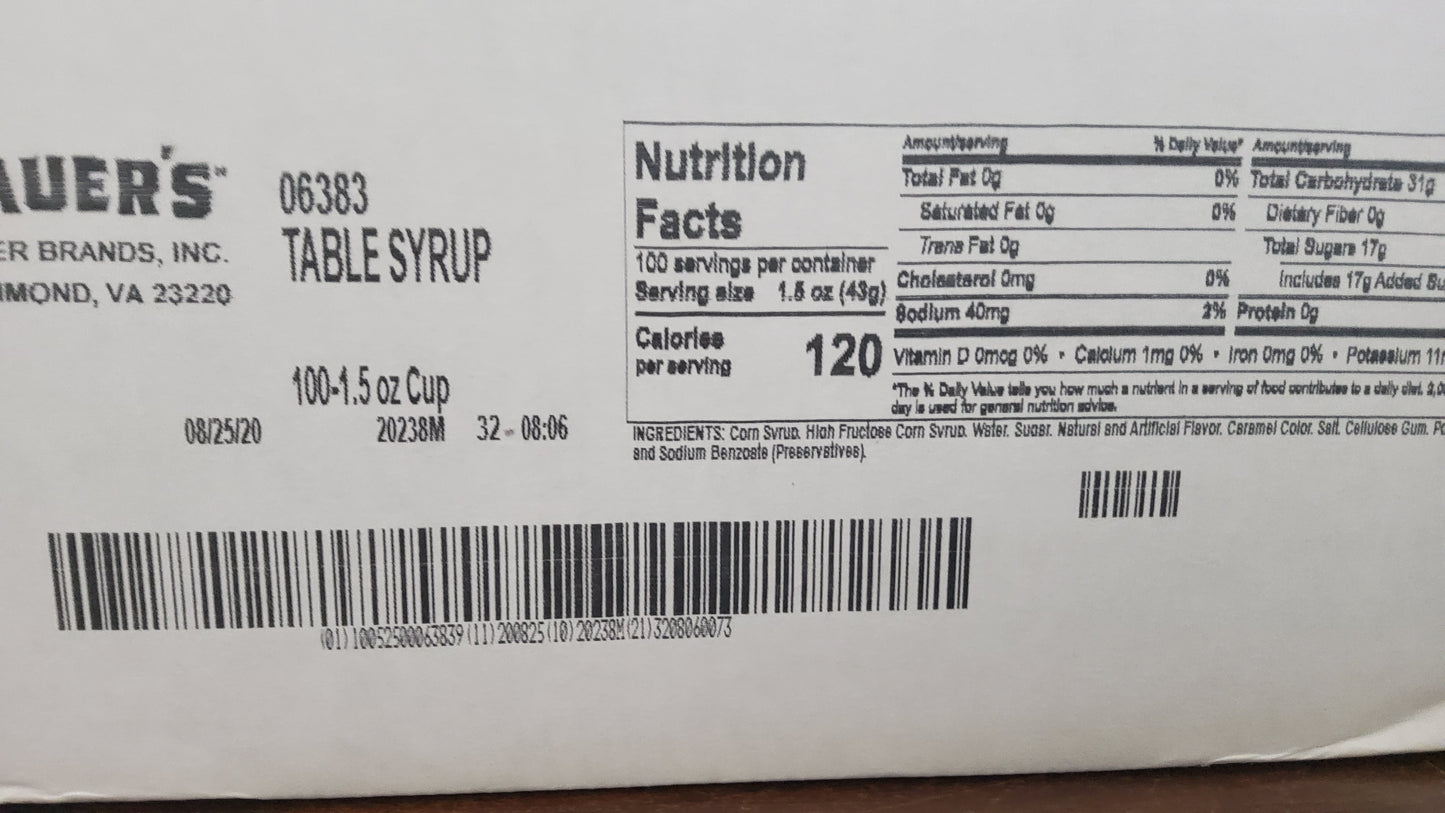 AUER'S™
ER BRANDS, INC.
MOND, VA 23220
06383
TABLE SYRUP
100-1.5 oz Cup
08/25/20 20238M 32 - 08:06
Nutrition
Facts
100 servings per container
Serving size 1.5 oz (43g)
Calories
per serving 120
Amount/serving % Daily Value*
Total Fat 0g 0%
Saturated Fat 0g 0%
Trans Fat 0g
Cholesterol 0mg 0%
Sodium 40mg 2%
Amount/serving
Total Carbohydrate 31g
Dietary Fiber 0g
Total Sugars 17g
Includes 17g Added Su
Protein 0g
Vitamin D 0mcg 0% • Calcium 1mg 0% • Iron 0mg 0% • Potassium 11m
*The % Daily Value tells you how much a nutrient in a serving of food contributes to a daily diet. 2,0
day is used for general nutrition advice.
INGREDIENTS: Corn Syrup, High Fructose Corn Syrup, Water, Sugar, Natural and Artificial Flavor, Caramel Color, Salt, Cellulose Gum, Po
and Sodium Benzoate (Preservatives).
(01)10052500063839(11)200825(10)20238M(21)3208060073